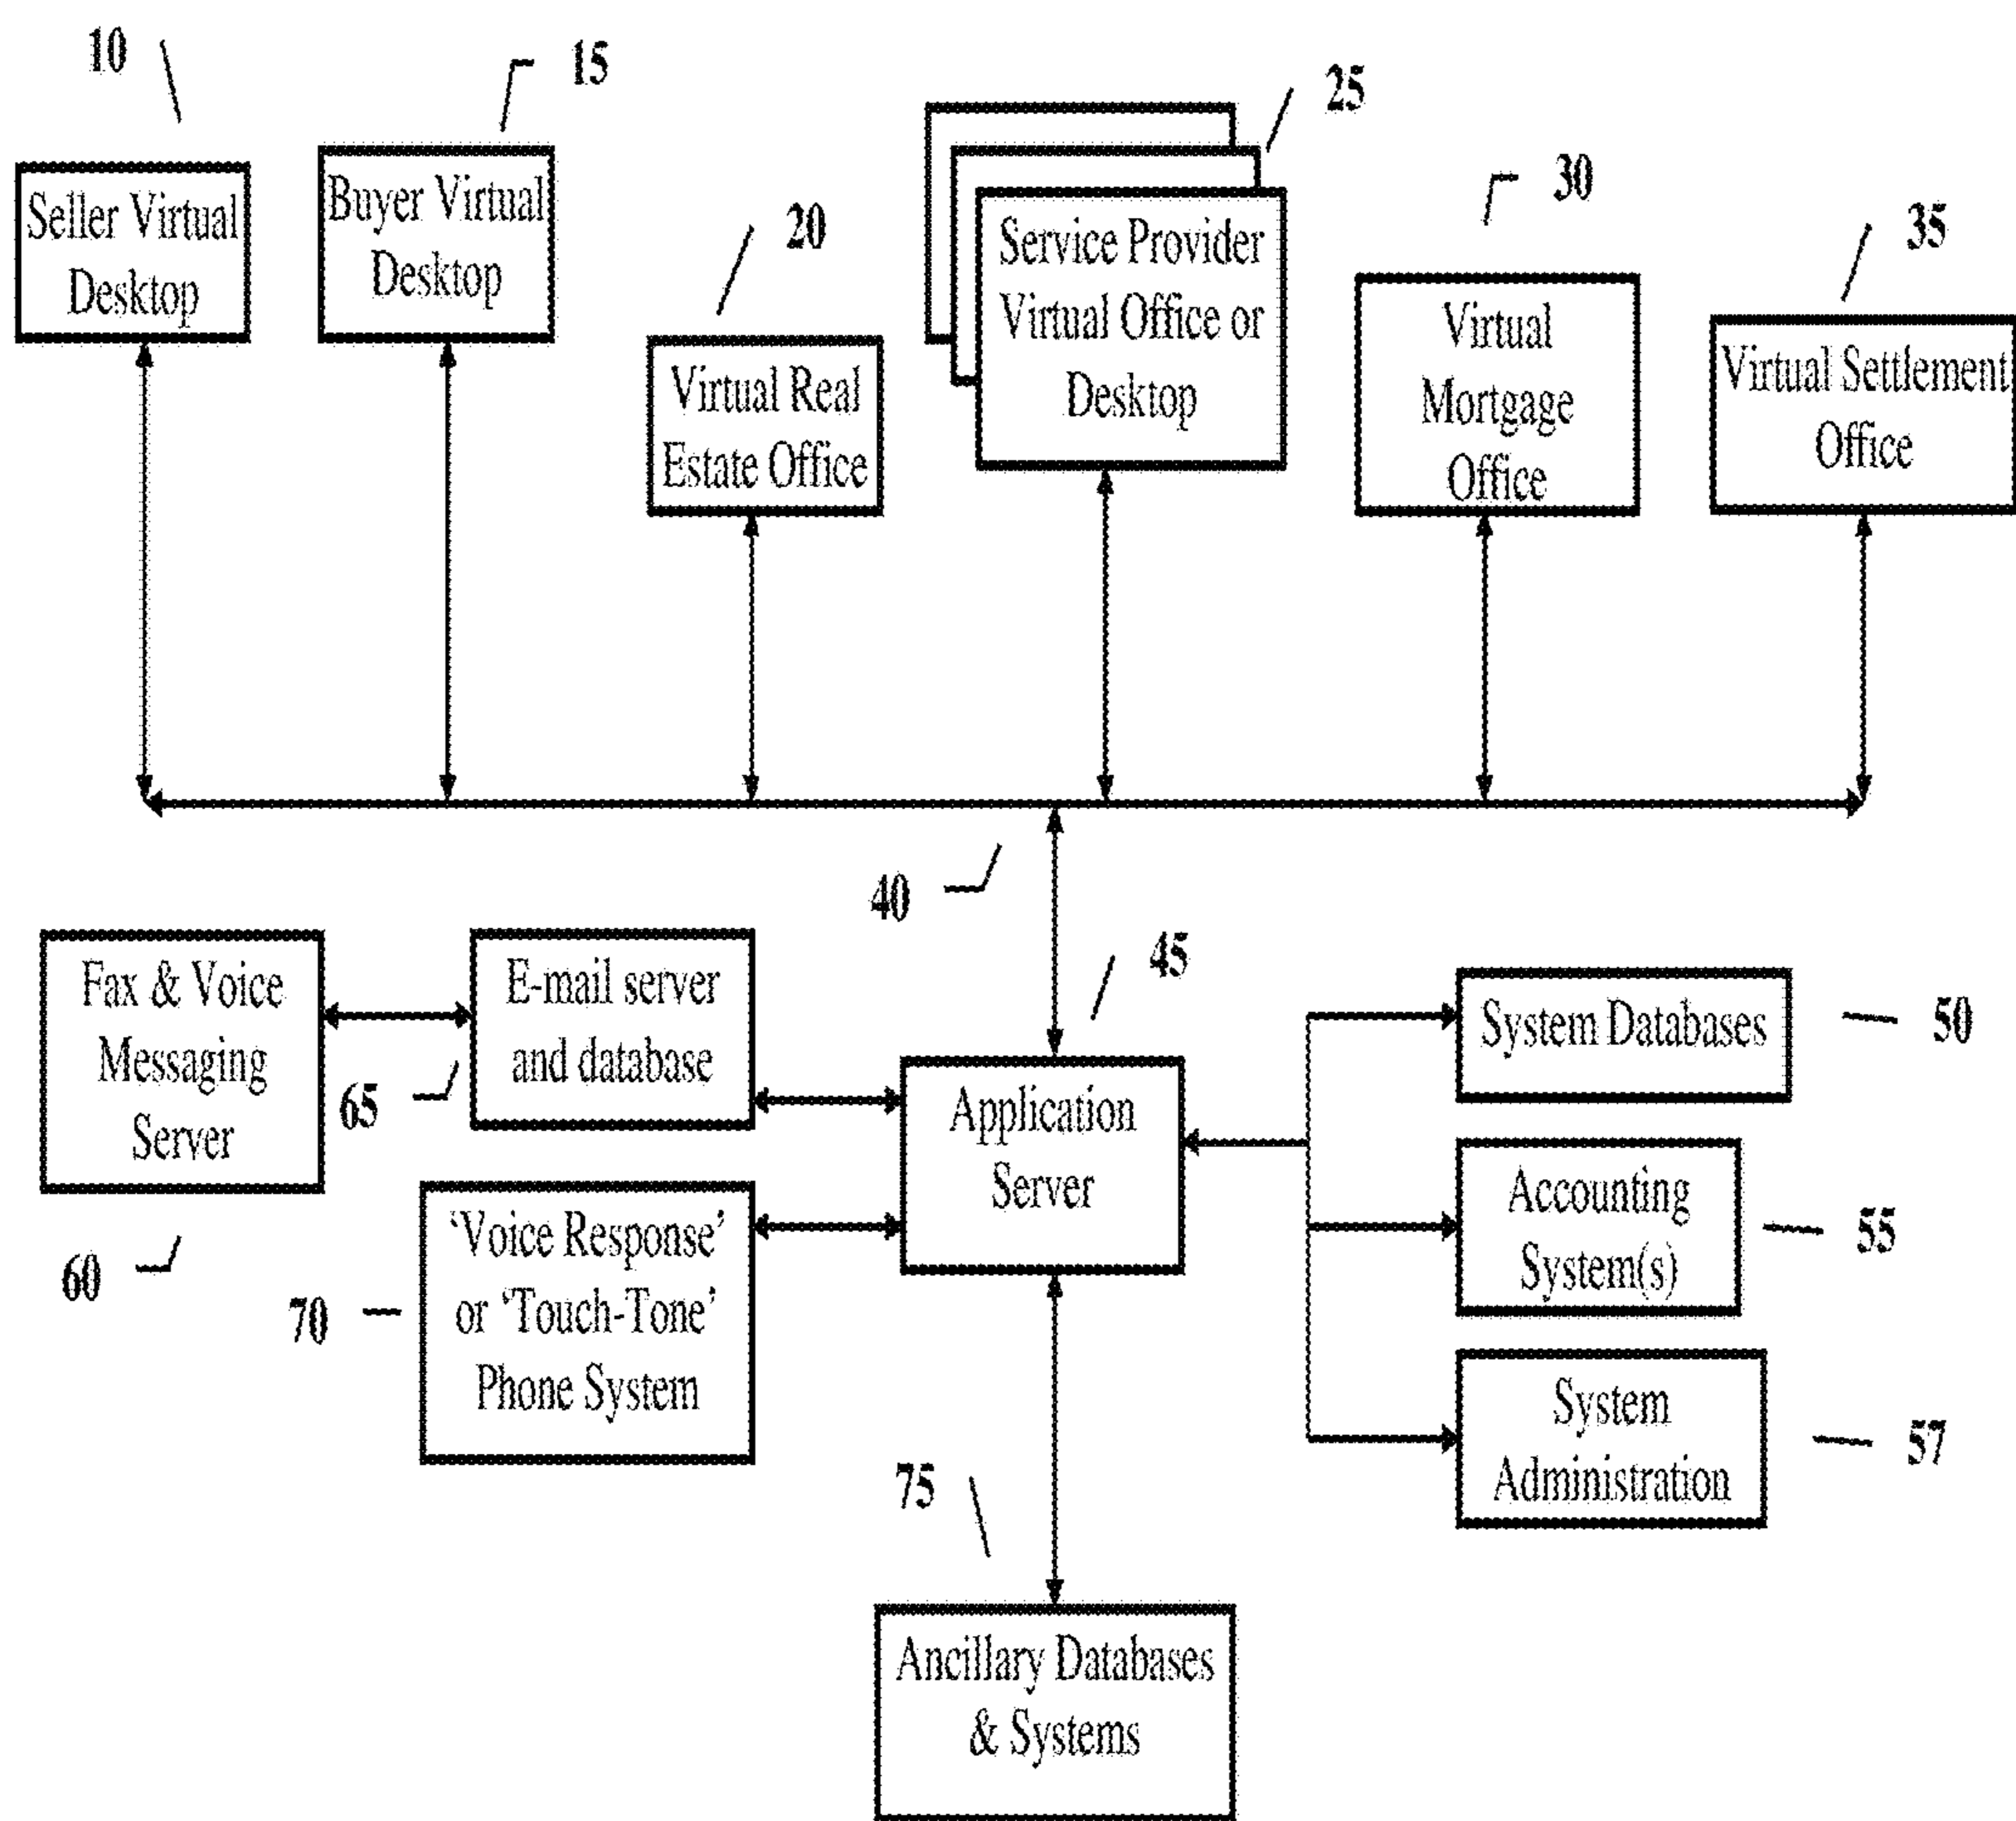 10
15
25
30
20
35
Seller Virtual
Desktop
Buyer Virtual
Desktop
Virtual Real
Estate Office
Service Provider
Virtual Office or
Desktop
Virtual
Mortgage
Office
Virtual Settlement
Office
40
45
Fax & Voice
Messaging
Server
60
65
E-mail server
and database
70
‘Voice Response’
or ‘Touch-Tone’
Phone System
Application
Server
System Databases
50
Accounting
System(s)
55
System
Administration
57
75
Ancillary Databases
& Systems